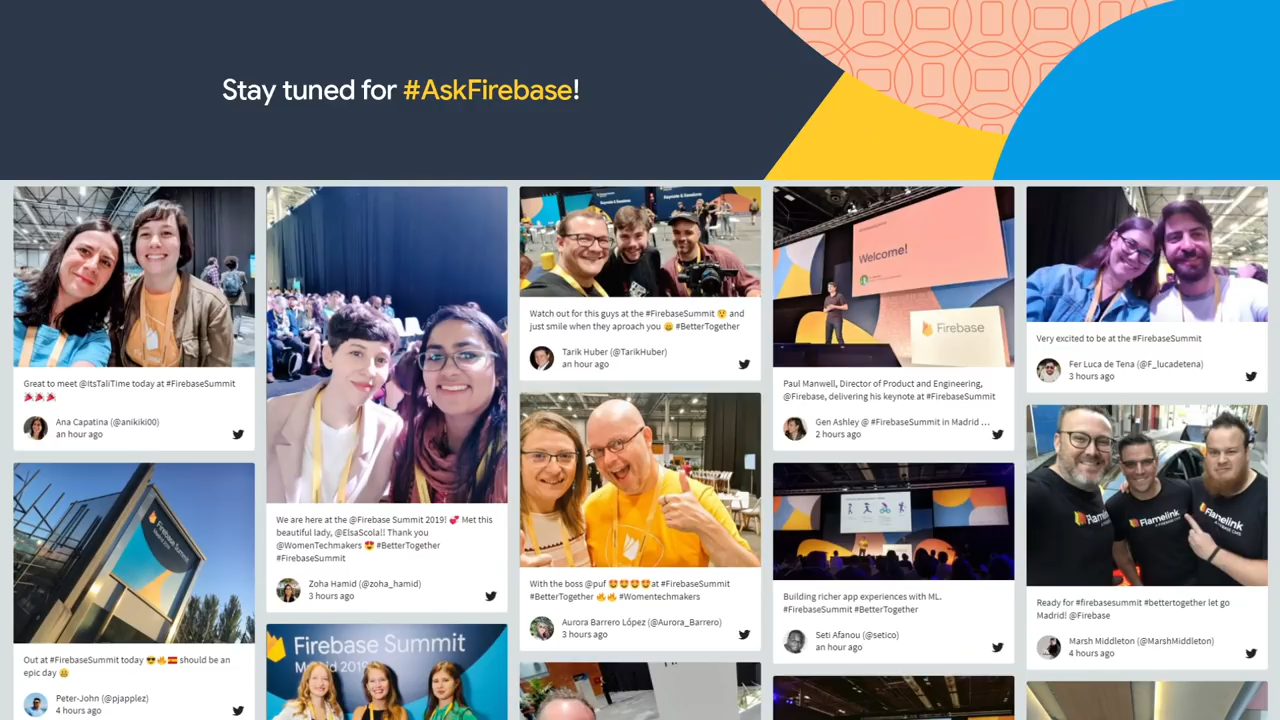 Stay tuned for #AskFirebase!
Great to meet @ItsTaliTime today at #FirebaseSummit
🎉🎉🎉
Ana Capatina (@anikiki00)
an hour ago
Firebase Summit
Out at #FirebaseSummit today 😎🔥🇪🇸 should be an
epic day 😃
Peter-John (@pjapplez)
4 hours ago
We are here at the @Firebase Summit 2019! 💞 Met this
beautiful lady, @ElsaScola!! Thank you
@WomenTechmakers 😍 #BetterTogether
#FirebaseSummit
Zoha Hamid (@zoha_hamid)
3 hours ago
Firebase Summit
Madrid 2019
Keynote & Sessions
Watch out for this guys at the #FirebaseSummit 😲 and
just smile when they aproach you 😄 #BetterTogether
Tarik Huber (@TarikHuber)
an hour ago
With the boss @puf 🤩🤩🤩🤩at #FirebaseSummit
#BetterTogether 🔥🔥 #Womentechmakers
Aurora Barrero López (@Aurora_Barrero)
3 hours ago
Welcome!
Firebase
Paul Manwell, Director of Product and Engineering,
@Firebase, delivering his keynote at #FirebaseSummit
Gen Ashley @ #FirebaseSummit in Madrid …
2 hours ago
Building richer app experiences with ML.
#FirebaseSummit #BetterTogether
Seti Afanou (@setico)
an hour ago
Very excited to be at the #FirebaseSummit
Fer Luca de Tena (@F_lucadetena)
3 hours ago
Flamelink
Flamelink
Ready for #firebasesummit #bettertogether let go
Madrid! @Firebase
Marsh Middleton (@MarshMiddleton)
4 hours ago